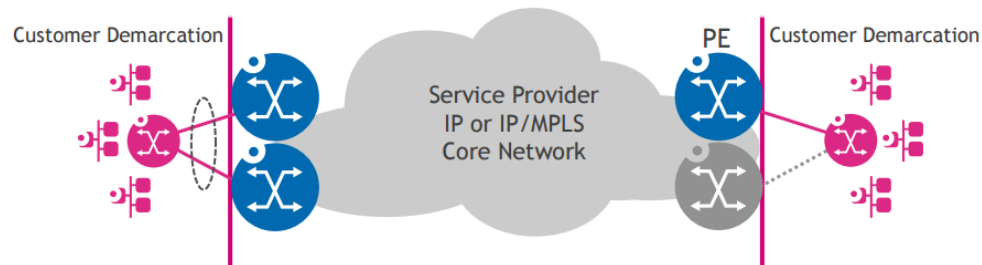 Customer Demarcation
PE
Customer Demarcation
Service Provider
IP or IP/MPLS
Core Network